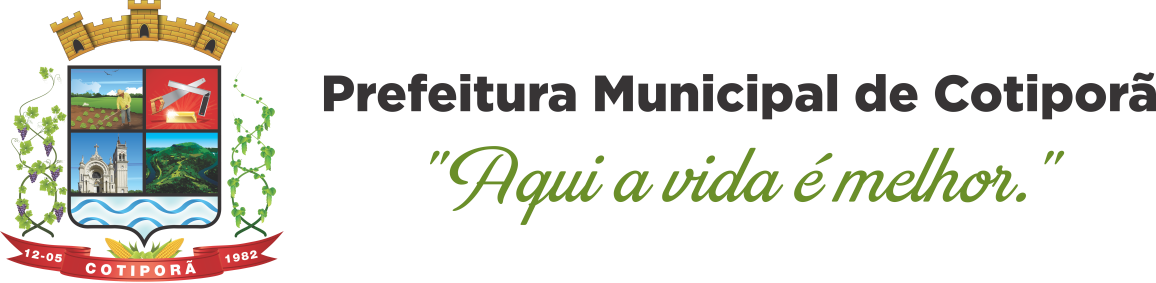 Prefeitura Municipal de Cotiporã
"Aqui a vida é melhor."
12-05 COTIPORÃ 1982